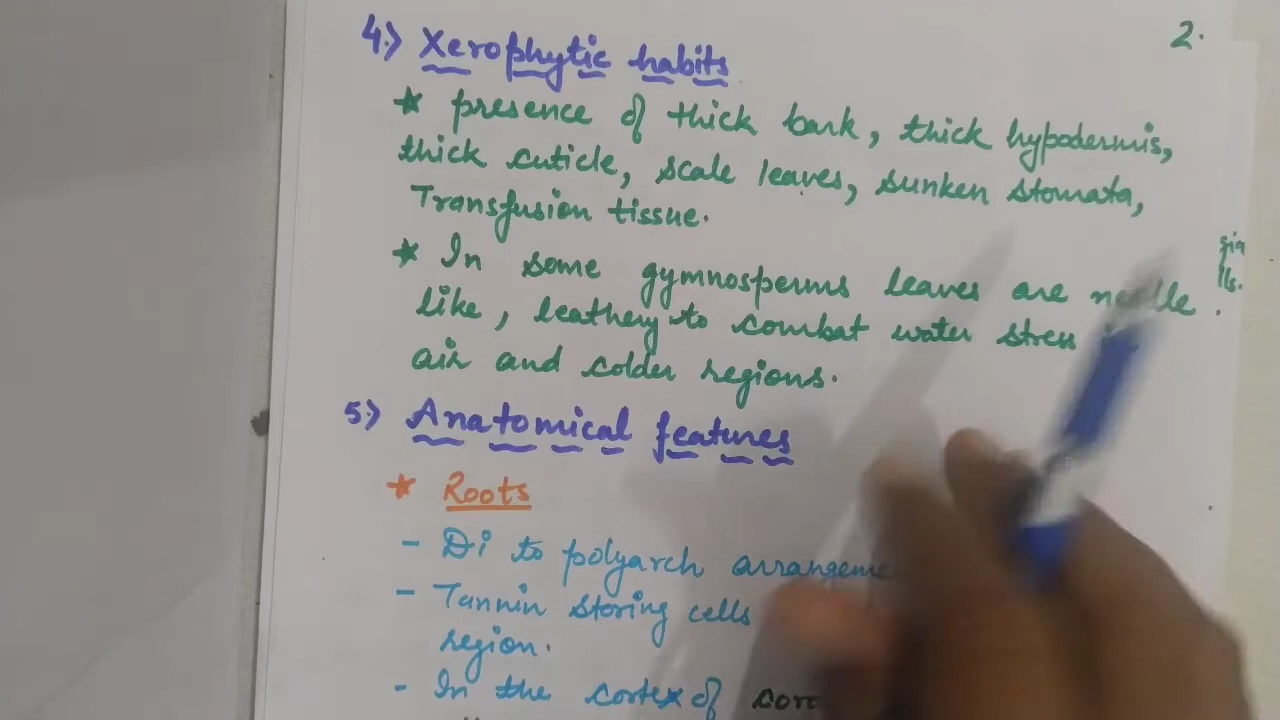 2.
4.) Xerophytic habits
* presence of thick bark, thick hypodermis,
thick cuticle, scale leaves, sunken stomata,
Transfusion tissue.
* In some gymnosperms leaves are needle
like, leathery to combat water stress
air and colder regions.
5.) Anatomical features
* Roots
- Di to polyarch
- Tannin storing cells
region.
- In the cortex of